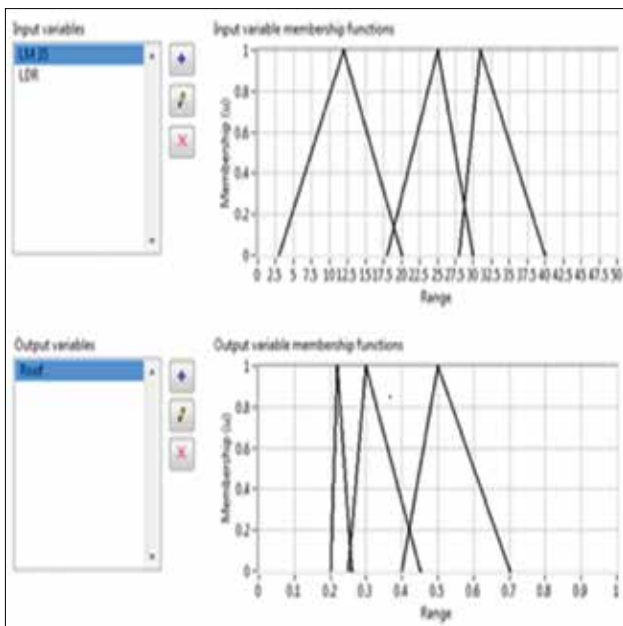 Input variables
Input variable membership functions
LM 35
LDR
Membership (u)
1
0.8
0.6
0.4
0.2
0
0 2.5 5 7.5 10 12.5 15 17.5 20 22.5 25 27.5 30 32.5 35 37.5 40 42.5 45 47.5 50
Range
Output variables
Output variable membership functions
Roof
Membership (u)
1
0.8
0.6
0.4
0.2
0
0 0.1 0.2 0.3 0.4 0.5 0.6 0.7 0.8 0.9 1
Range